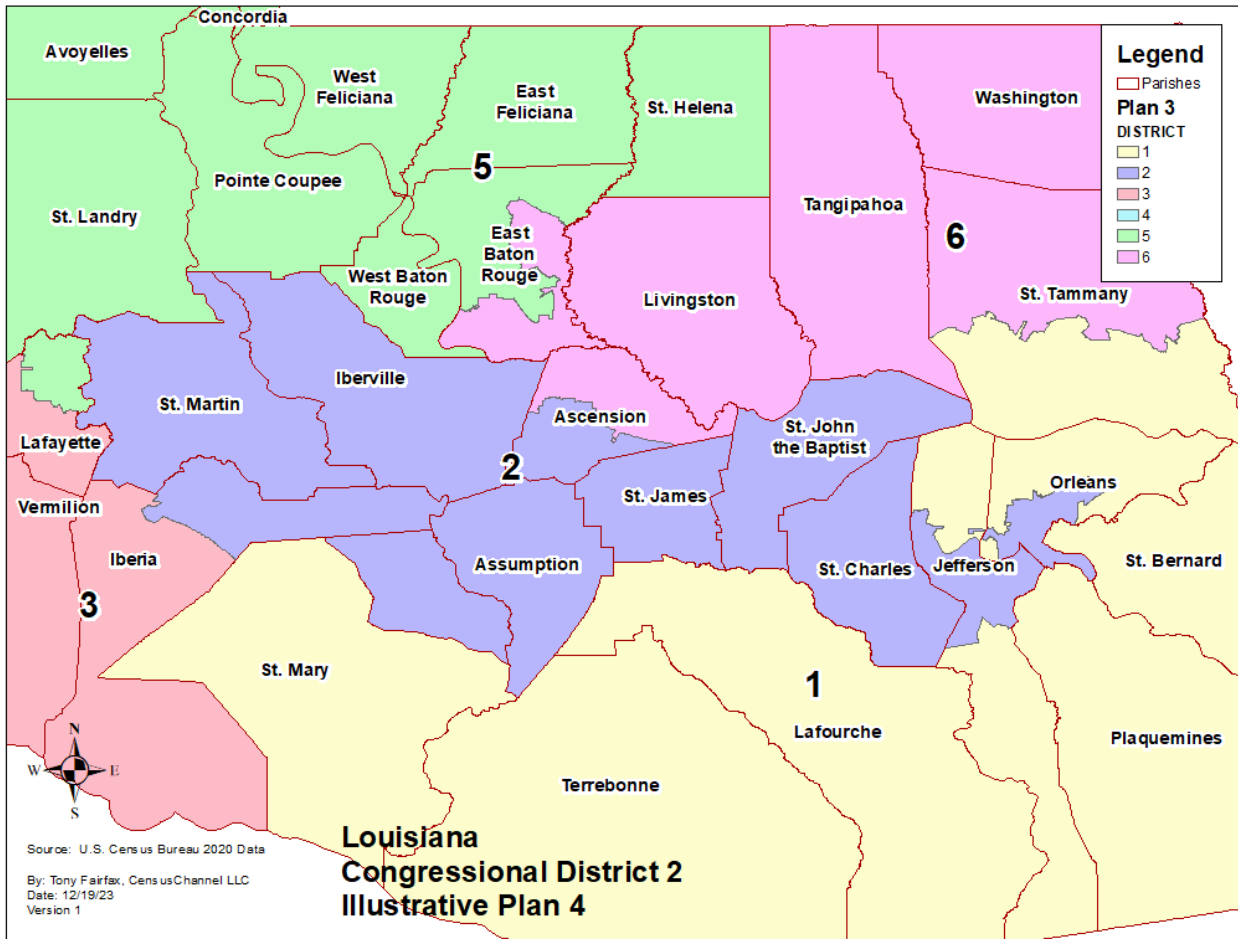 Concordia
Avoyelles
West
Feliciana
East
Feliciana
St. Helena
Washington
Legend
Parishes
Plan 3
DISTRICT
1
2
3
4
5
6
5
Pointe Coupee
St. Landry
Tangipahoa
6
East
Baton
Rouge
West Baton
Rouge
Livingston
St. Tammany
Iberville
St. Martin
Ascension
Lafayette
St. John
the Baptist
2
St. James
Orleans
Vermilion
Iberia
Assumption
St. Charles
Jefferson
St. Bernard
3
St. Mary
1
Lafourche
Plaquemines
Terrebonne
N
W
E
S
Louisiana
Congressional District 2
Illustrative Plan 4
Source: U.S. Census Bureau 2020 Data
By: Tony Fairfax, CensusChannel LLC
Date: 12/19/23
Version 1